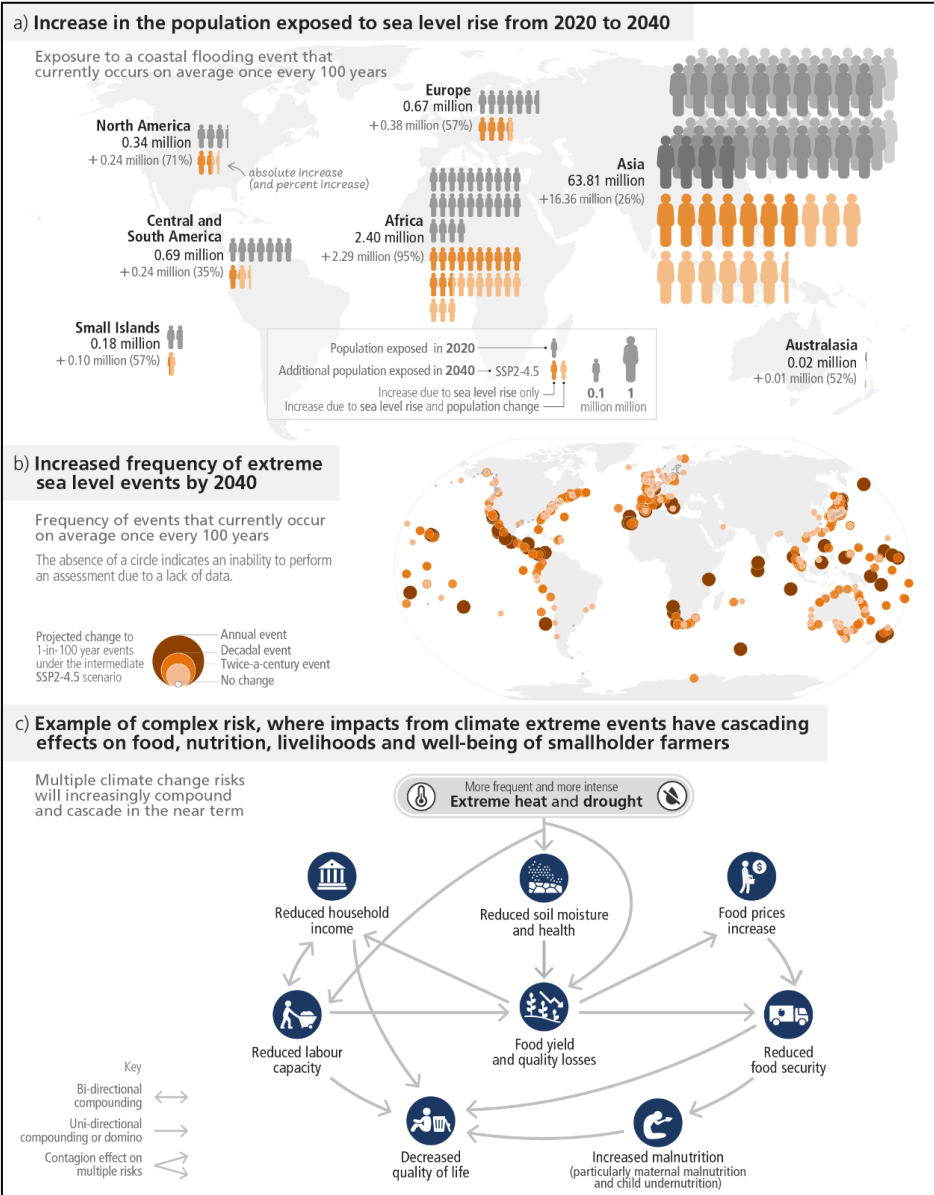 a) Increase in the population exposed to sea level rise from 2020 to 2040
Exposure to a coastal flooding event that
currently occurs on average once every 100 years
North America
0.34 million
+ 0.24 million (71%)
absolute increase
(and percent increase)
Europe
0.67 million
+ 0.38 million (57%)
Asia
63.81 million
+16.36 million (26%)
Central and
South America
0.69 million
+ 0.24 million (35%)
Africa
2.40 million
+ 2.29 million (95%)
Small Islands
0.18 million
+ 0.10 million (57%)
Australasia
0.02 million
+ 0.01 million (52%)
Population exposed in 2020
Additional population exposed in 2040
SSP2-4.5
Increase due to sea level rise only
Increase due to sea level rise and population change
0.1
million
1
million
b) Increased frequency of extreme
sea level events by 2040
Frequency of events that currently occur
on average once every 100 years
The absence of a circle indicates an inability to perform
an assessment due to a lack of data.
Projected change to
1-in-100 year events
under the intermediate
SSP2-4.5 scenario
Annual event
Decadal event
Twice-a-century event
No change
c) Example of complex risk, where impacts from climate extreme events have cascading
effects on food, nutrition, livelihoods and well-being of smallholder farmers
Multiple climate change risks
will increasingly compound
and cascade in the near term
More frequent and more intense
Extreme heat and drought
Reduced household
income
Reduced soil moisture
and health
Food prices
increase
$
Reduced labour
capacity
Food yield
and quality losses
Reduced
food security
Decreased
quality of life
Increased malnutrition
(particularly maternal malnutrition
and child undernutrition)
Key
Bi-directional
compounding
Uni-directional
compounding or domino
Contagion effect on
multiple risks